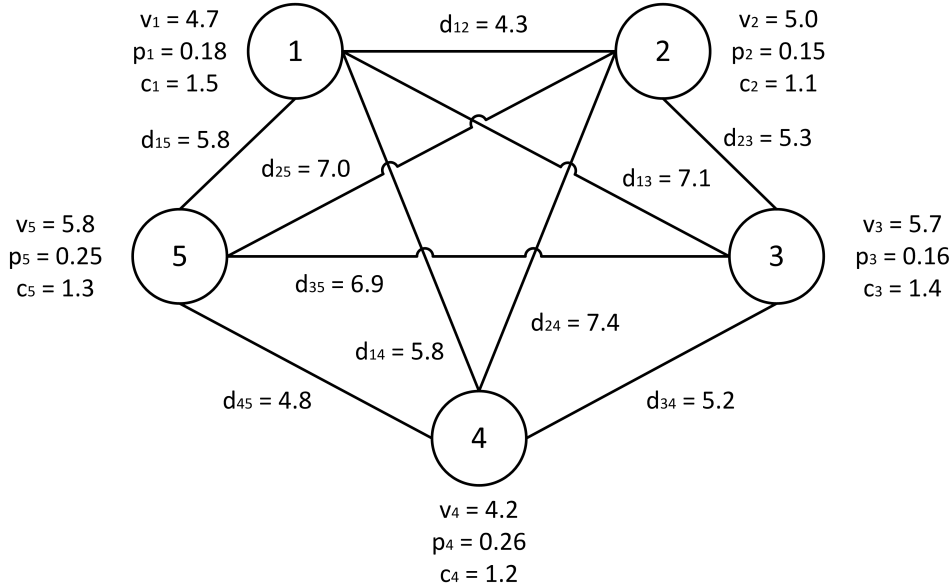 v₁ = 4.7
p₁ = 0.18
c₁ = 1.5
1
d₁₂ = 4.3
2
v₂ = 5.0
p₂ = 0.15
c₂ = 1.1
d₁₅ = 5.8
d₂₅ = 7.0
d₂₃ = 5.3
d₁₃ = 7.1
v₅ = 5.8
p₅ = 0.25
c₅ = 1.3
5
d₃₅ = 6.9
3
v₃ = 5.7
p₃ = 0.16
c₃ = 1.4
d₂₄ = 7.4
d₁₄ = 5.8
d₄₅ = 4.8
d₃₄ = 5.2
4
v₄ = 4.2
p₄ = 0.26
c₄ = 1.2